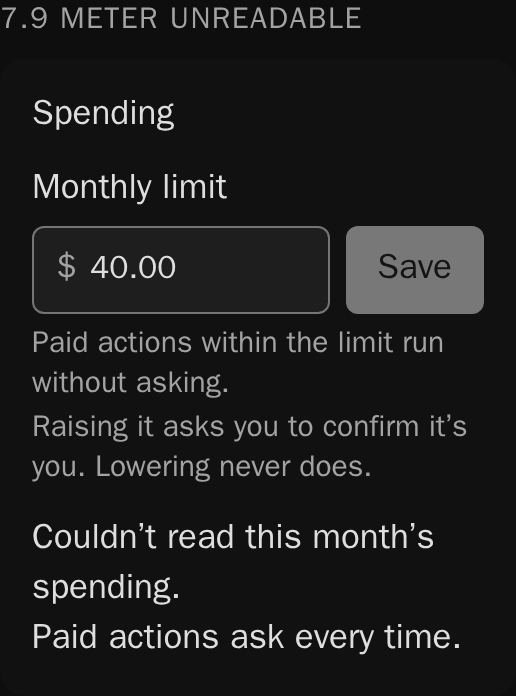 7.9 METER UNREADABLE
Spending
Monthly limit
$ 40.00
Save
Paid actions within the limit run
without asking.
Raising it asks you to confirm it’s
you. Lowering never does.
Couldn’t read this month’s
spending.
Paid actions ask every time.